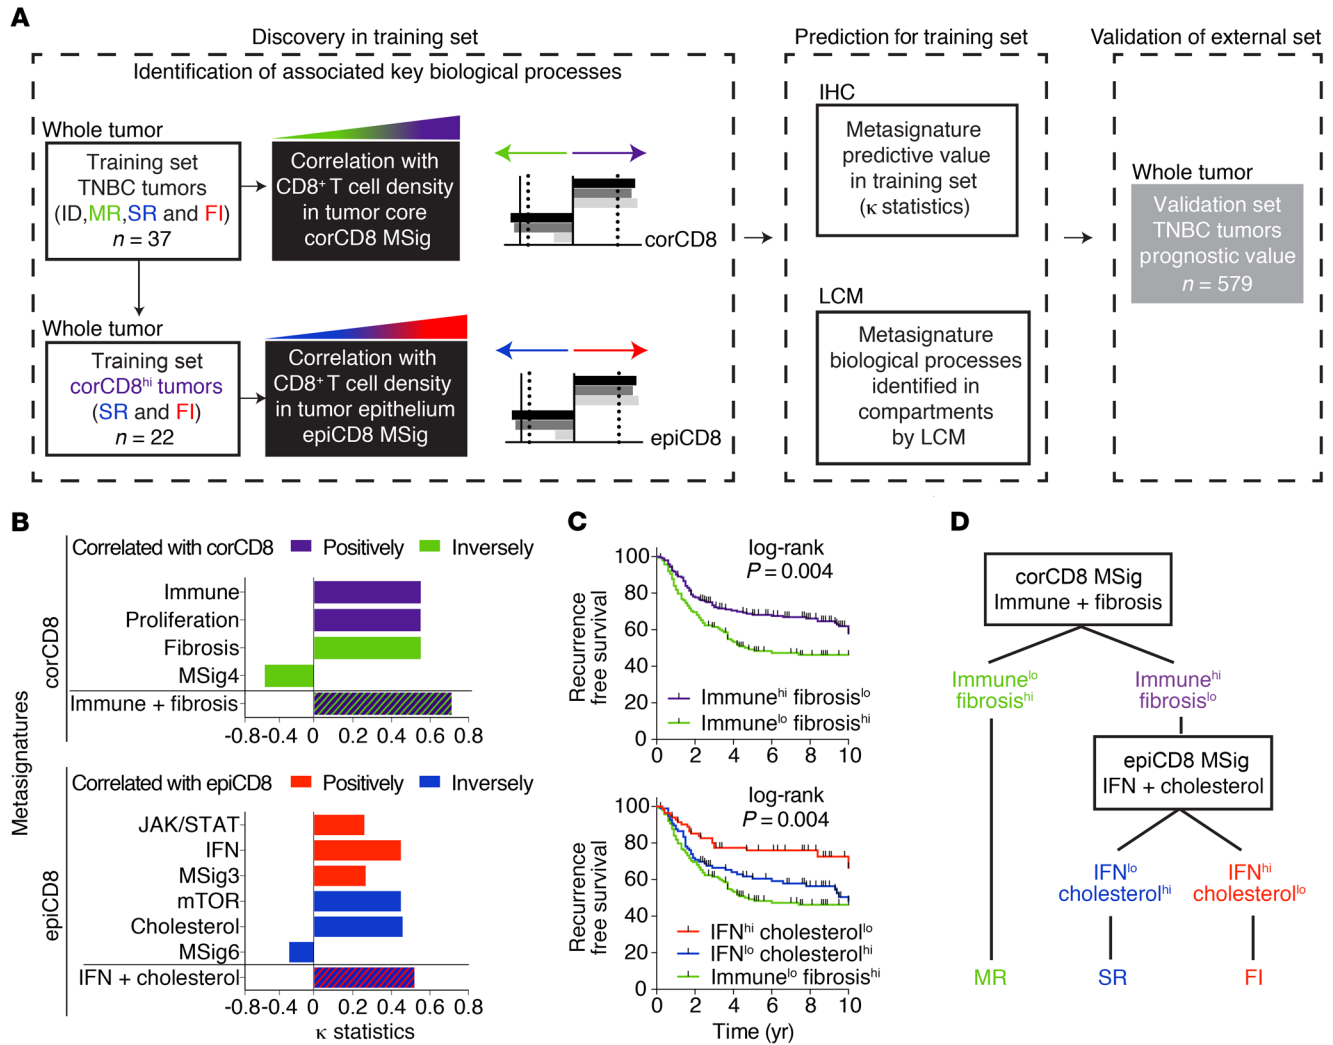 A
Discovery in training set
Prediction for training set
Validation of external set
Identification of associated key biological processes
Whole tumor
Training set
TNBC tumors
(ID,MR,SR and FI)
n = 37
Correlation with
CD8+ T cell density
in tumor core
corCD8 MSig
corCD8
Whole tumor
Training set
corCD8hi tumors
(SR and FI)
n = 22
Correlation with
CD8+ T cell density
in tumor epithelium
epiCD8 MSig
epiCD8
IHC
Metasignature
predictive value
in training set
(κ statistics)
LCM
Metasignature
biological processes
identified in
compartments
by LCM
Whole tumor
Validation set
TNBC tumors
prognostic value
n = 579
B
Metasignatures
corCD8
Correlated with corCD8 Positively Inversely
Immune
Proliferation
Fibrosis
MSig4
Immune + fibrosis
-0.8 -0.4 0 0.2 0.4 0.6 0.8
epiCD8
Correlated with epiCD8 Positively Inversely
JAK/STAT
IFN
MSig3
mTOR
Cholesterol
MSig6
IFN + cholesterol
-0.8 -0.4 0 0.2 0.4 0.6 0.8
κ statistics
C
Recurrence
free survival
100
80
60
40
20
0
log-rank
P = 0.004
Immunehi fibrosislo
Immunelo fibrosishi
0 2 4 6 8 10
Recurrence
free survival
100
80
60
40
20
0
log-rank
P = 0.004
IFNhi cholesterollo
IFNlo cholesterolhi
Immunelo fibrosishi
0 2 4 6 8 10
Time (yr)
D
corCD8 MSig
Immune + fibrosis
Immunelo
fibrosishi
Immunehi
fibrosislo
epiCD8 MSig
IFN + cholesterol
IFNlo
cholesterolhi
IFNhi
cholesterollo
MR
SR
FI